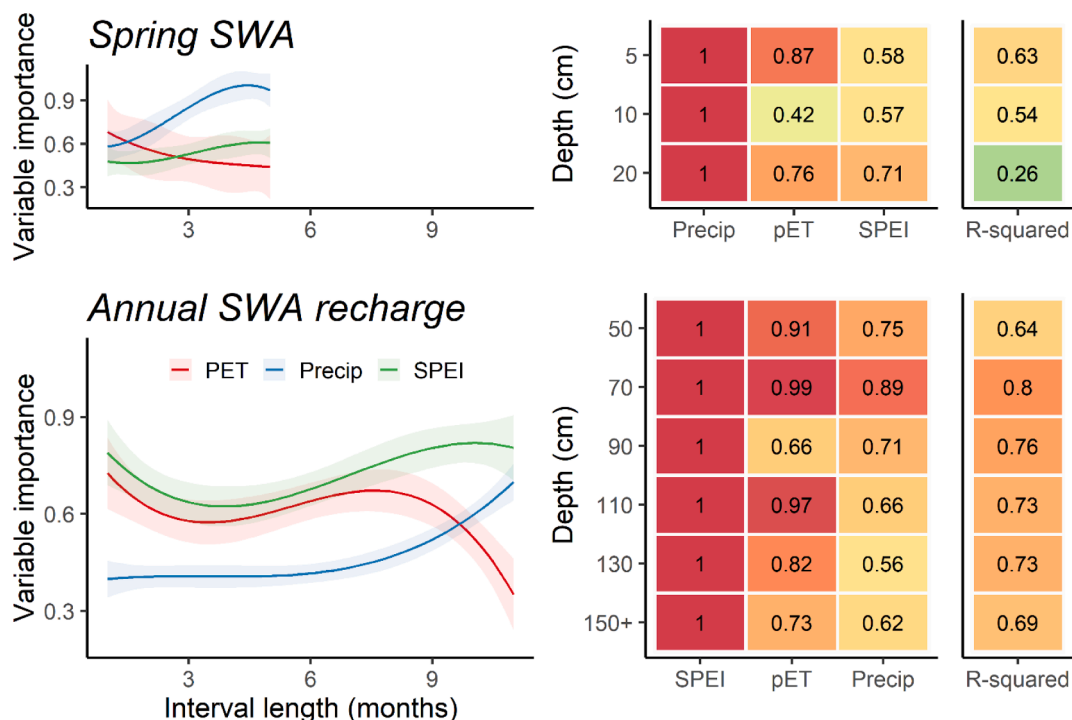 Spring SWA
Variable importance
0.9
0.6
0.3
3 6 9
Depth (cm)
5 1 0.87 0.58 0.63
10 1 0.42 0.57 0.54
20 1 0.76 0.71 0.26
Precip pET SPEI R-squared
Annual SWA recharge
PET Precip SPEI
Variable importance
0.9
0.6
0.3
3 6 9
Interval length (months)
Depth (cm)
50 1 0.91 0.75 0.64
70 1 0.99 0.89 0.8
90 1 0.66 0.71 0.76
110 1 0.97 0.66 0.73
130 1 0.82 0.56 0.73
150+ 1 0.73 0.62 0.69
SPEI pET Precip R-squared